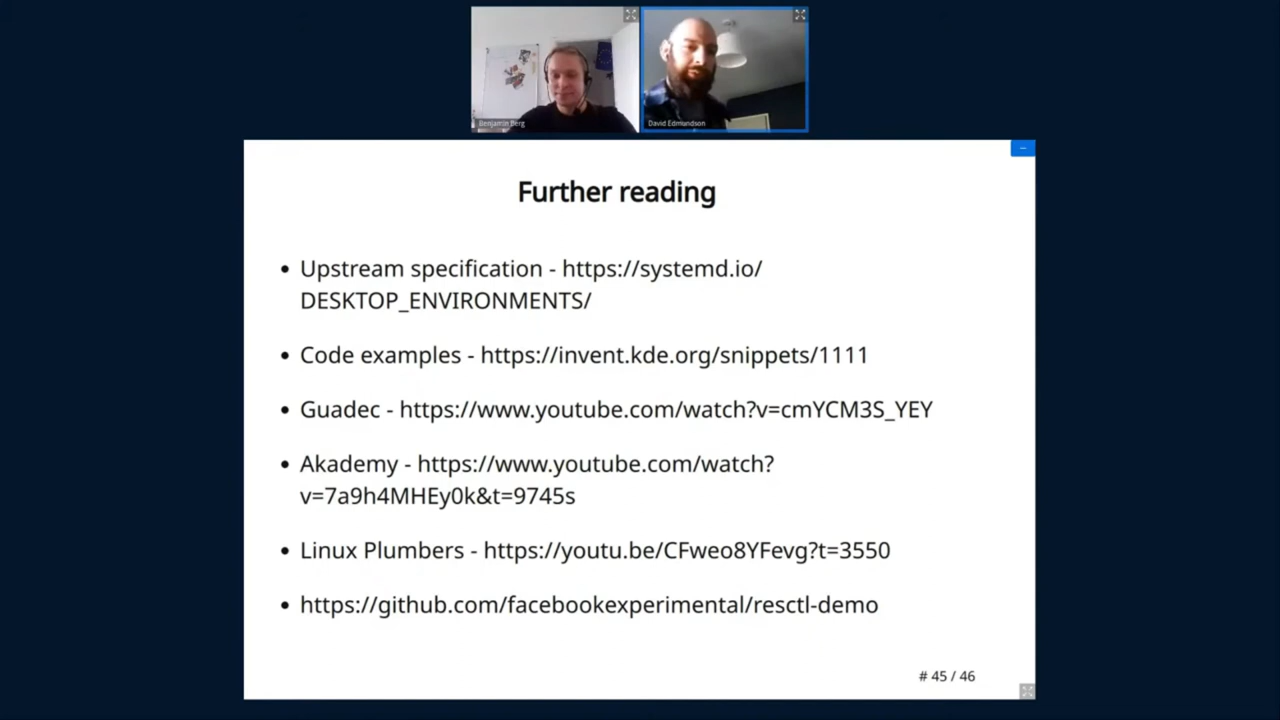 Benjamin Berg
David Edmundson
Further reading
• Upstream specification - https://systemd.io/
DESKTOP_ENVIRONMENTS/
• Code examples - https://invent.kde.org/snippets/1111
• Guadec - https://www.youtube.com/watch?v=cmYCM3S_YEY
• Akademy - https://www.youtube.com/watch?
v=7a9h4MHEy0k&t=9745s
• Linux Plumbers - https://youtu.be/CFweo8YFevg?t=3550
• https://github.com/facebookexperimental/resctl-demo
# 45 / 46